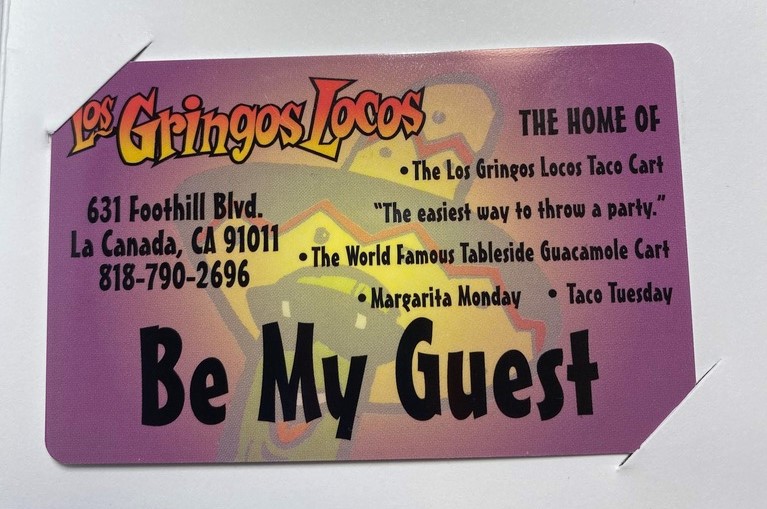 Los Gringos Locos
631 Foothill Blvd.
La Canada, CA 91011
818-790-2696
THE HOME OF
• The Los Gringos Locos Taco Cart
"The easiest way to throw a party."
• The World Famous Tableside Guacamole Cart
• Margarita Monday • Taco Tuesday
Be My Guest